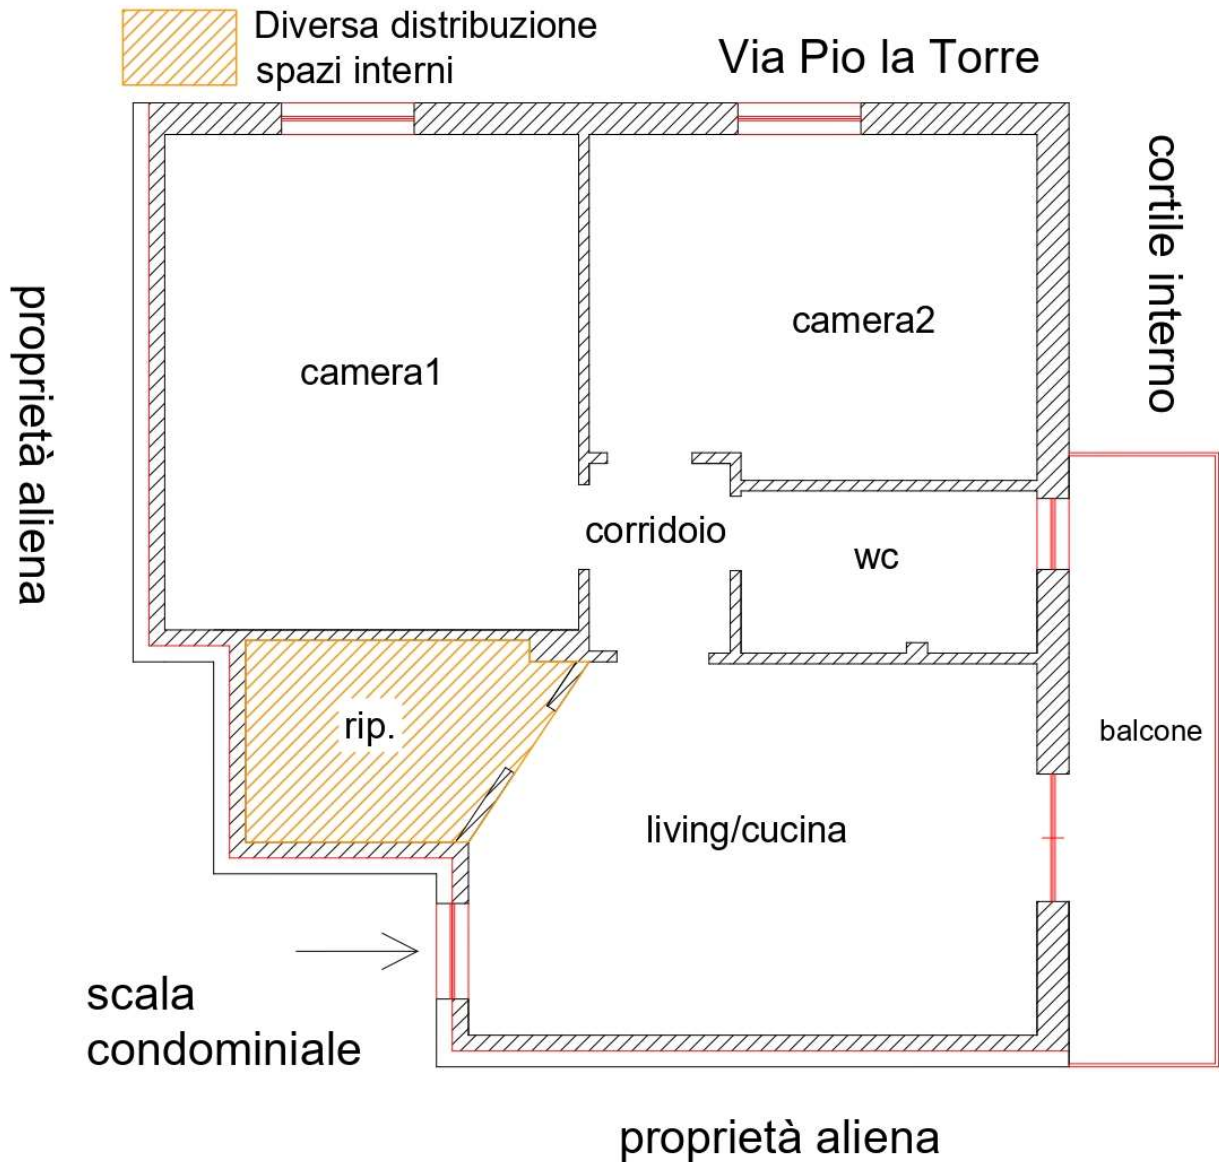 Diversa distribuzione
spazi interni
Via Pio la Torre
cortile interno
proprietà aliena
camera1
camera2
corridoio
wc
rip.
balcone
living/cucina
scala
condominiale
proprietà aliena